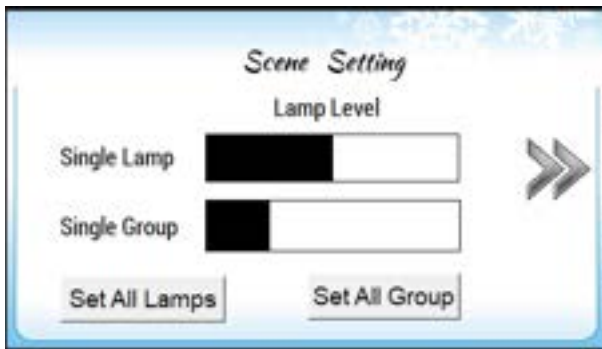 Scene Setting
Lamp Level
Single Lamp
Single Group
Set All Lamps Set All Group